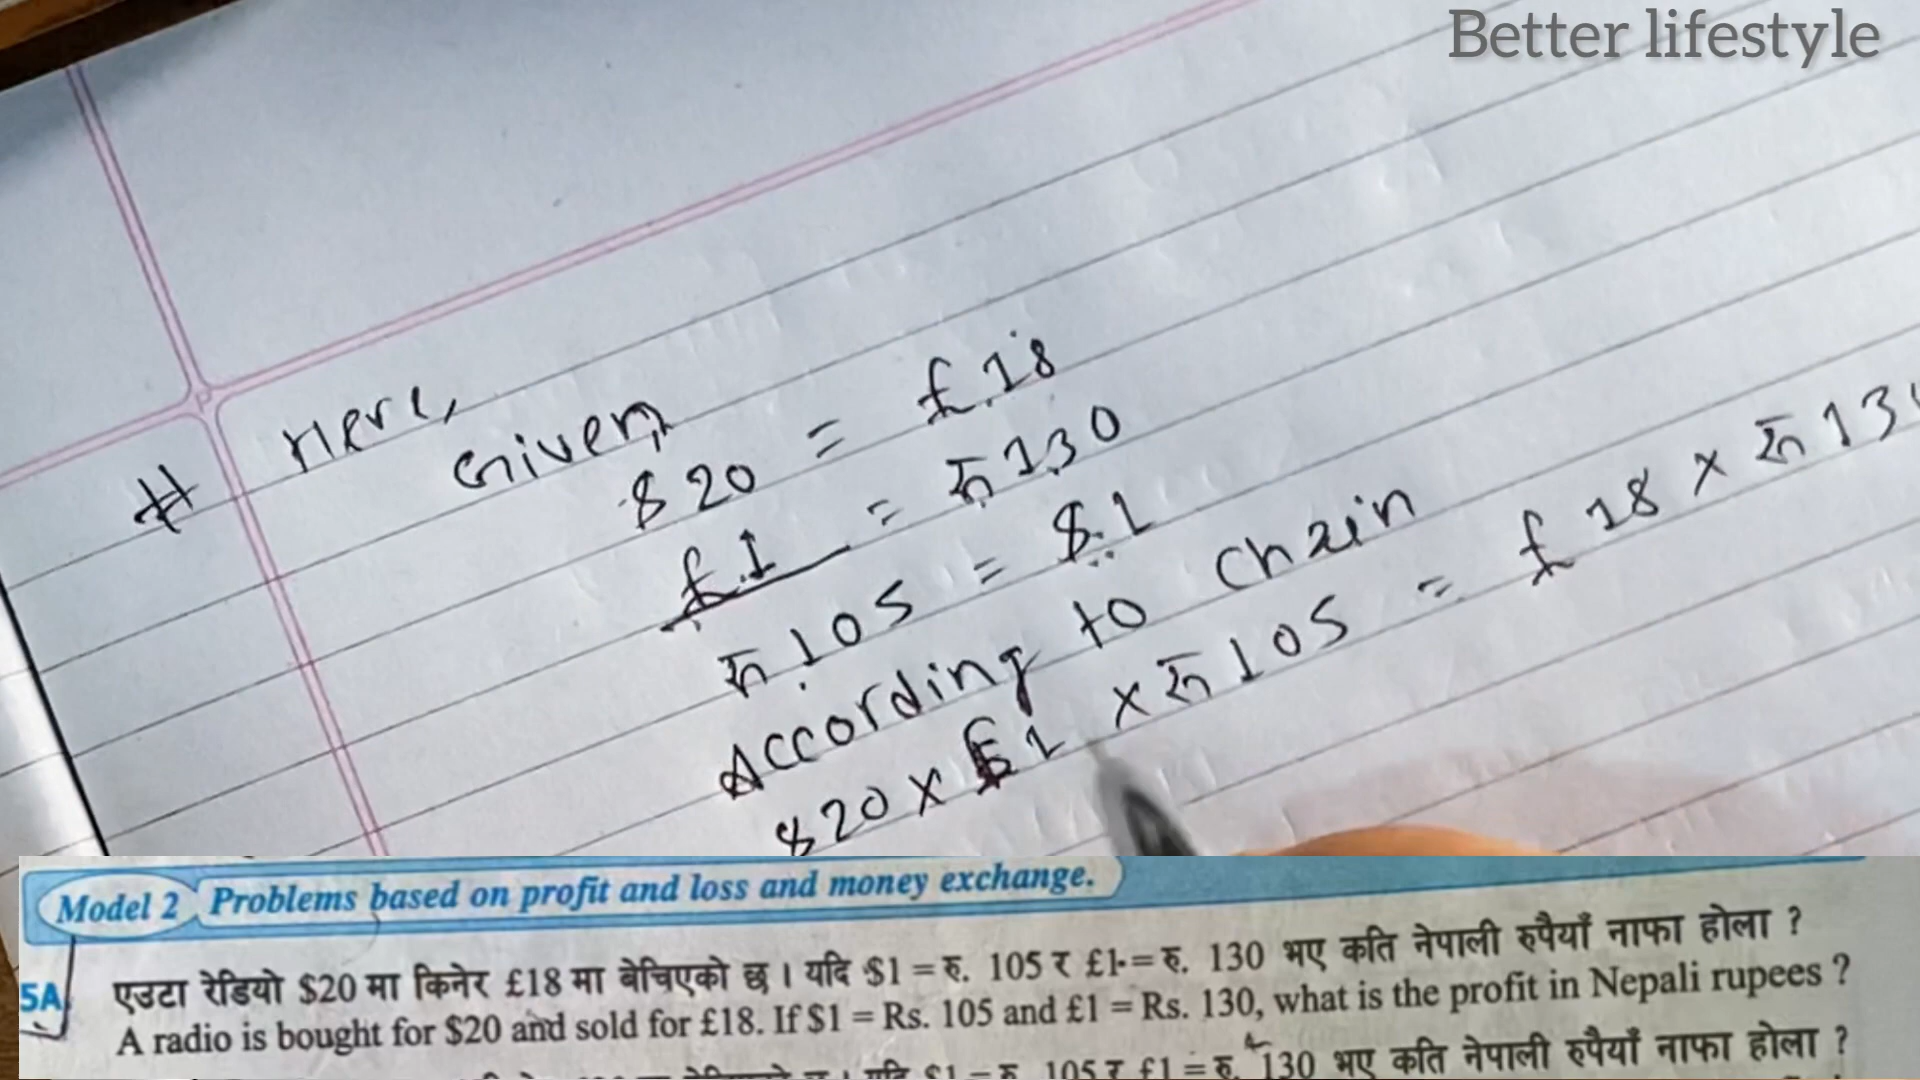 Better lifestyle
# Here,
Given,
$20 = £.18
£.1 = रू130
रू.105 = $.1
According to chain
$20 x £1 x रू105 = £18 x रू13
Model 2 Problems based on profit and loss and money exchange.
5A एउटा रेडियो $20 मा किनेर £18 मा बेचिएको छ । यदि $1 = रु. 105 र £1 = रु. 130 भए कति नेपाली रुपैयाँ नाफा होला ?
A radio is bought for $20 and sold for £18. If $1 = Rs. 105 and £1 = Rs. 130, what is the profit in Nepali rupees ?
105 र £1 = रु. 130 भए कति नेपाली रुपैयाँ नाफा होला ?